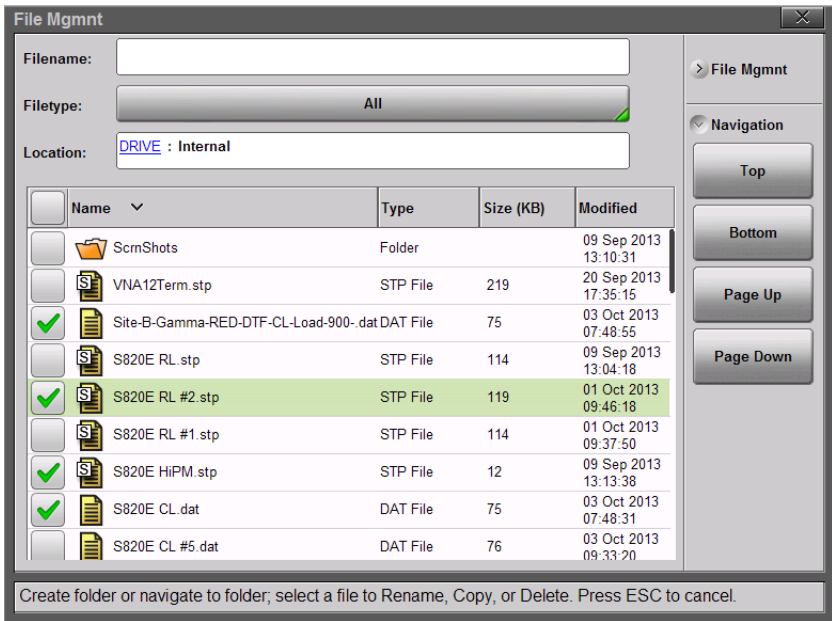 File Mgmnt
Filename:
Filetype: All
Location: DRIVE : Internal
Name Type Size (KB) Modified
ScrnShots Folder 09 Sep 2013
13:10:31
S VNA12Term.stp STP File 219 20 Sep 2013
17:35:15
Site-B-Gamma-RED-DTF-CL-Load-900-.dat DAT File 75 03 Oct 2013
07:48:55
S S820E RL.stp STP File 114 09 Sep 2013
13:04:18
S S820E RL #2.stp STP File 119 01 Oct 2013
09:46:18
S S820E RL #1.stp STP File 114 01 Oct 2013
09:37:50
S S820E HiPM.stp STP File 12 09 Sep 2013
13:13:38
S820E CL.dat DAT File 75 03 Oct 2013
07:48:31
S820E CL #5.dat DAT File 76 03 Oct 2013
09:33:20
File Mgmnt
Navigation
Top
Bottom
Page Up
Page Down
Create folder or navigate to folder; select a file to Rename, Copy, or Delete. Press ESC to cancel.